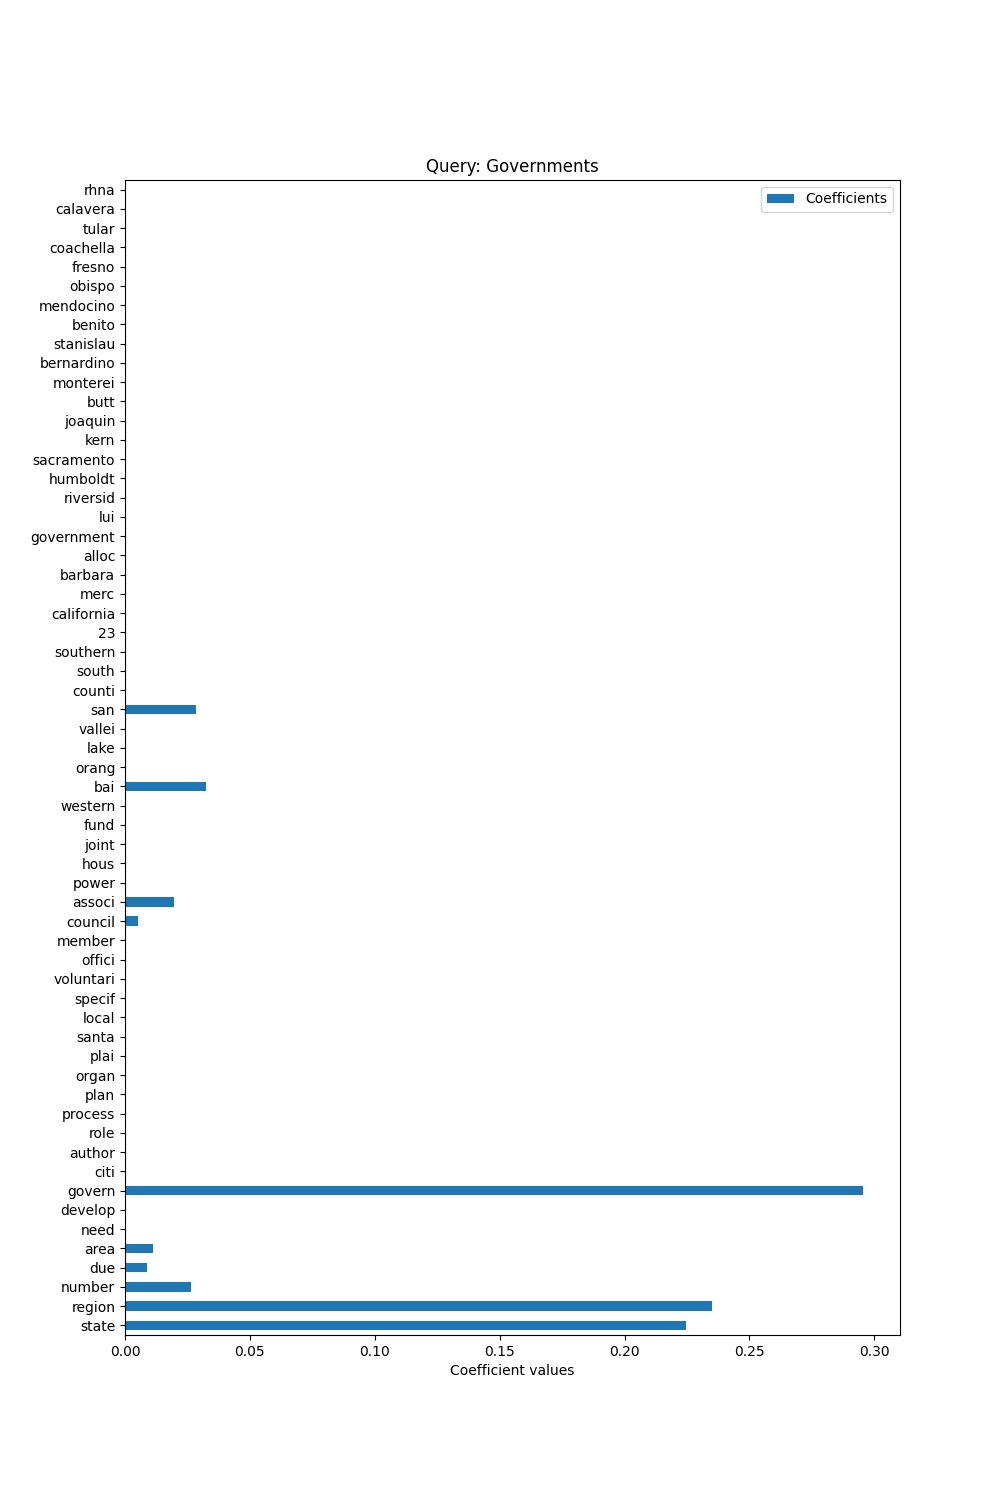 Query: Governments
Coefficients
rhna
calavera
tular
coachella
fresno
obispo
mendocino
benito
stanislau
bernardino
monterei
butt
joaquin
kern
sacramento
humboldt
riversid
lui
government
alloc
barbara
merc
california
23
southern
south
counti
san
vallei
lake
orang
bai
western
fund
joint
hous
power
associ
council
member
offici
voluntari
specif
local
santa
plai
organ
plan
process
role
author
citi
govern
develop
need
area
due
number
region
state
0.00 0.05 0.10 0.15 0.20 0.25 0.30
Coefficient values